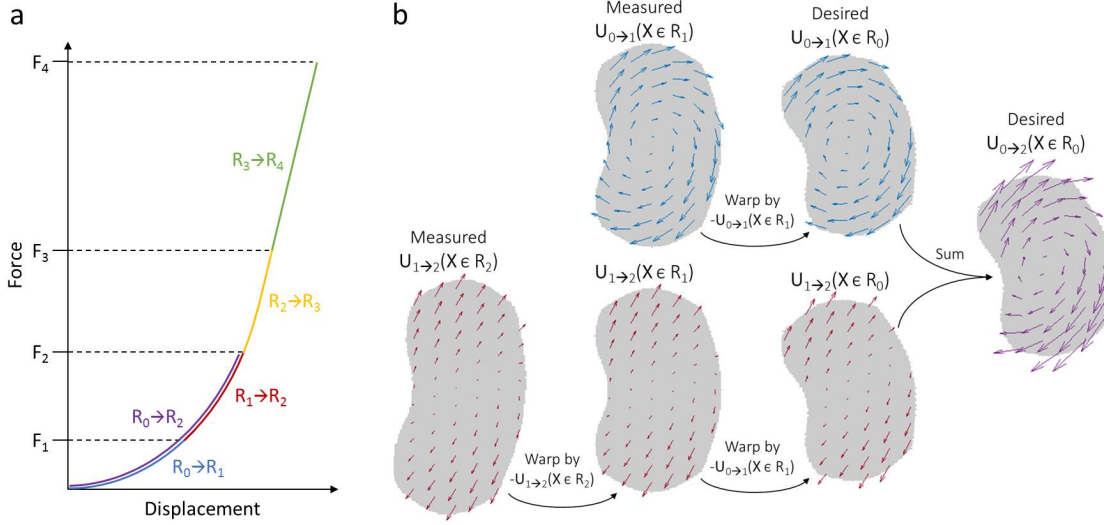 a
F4
F3
F2
F1
Force
Displacement
R3→R4
R2→R3
R1→R2
R0→R2
R0→R1
b
Measured
U0→1(X ϵ R1)
Desired
U0→1(X ϵ R0)
Desired
U0→2(X ϵ R0)
Warp by
-U0→1(X ϵ R1)
Measured
U1→2(X ϵ R2)
U1→2(X ϵ R1)
U1→2(X ϵ R0)
Sum
Warp by
-U1→2(X ϵ R2)
Warp by
-U0→1(X ϵ R1)